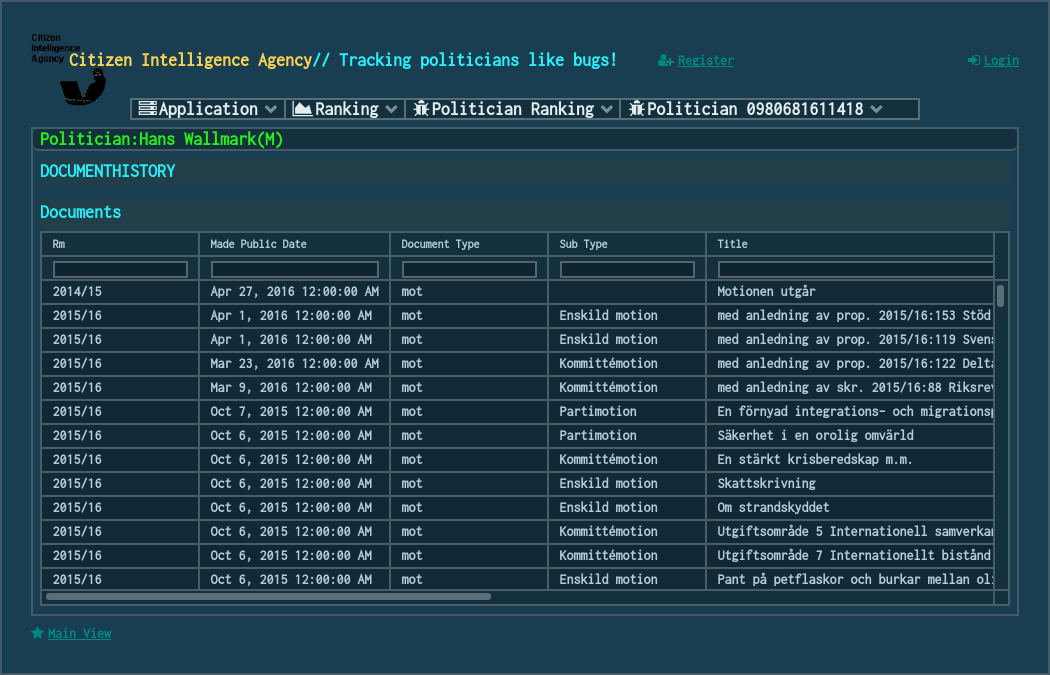 Citizen
Intelligence
Agency
Citizen Intelligence Agency// Tracking politicians like bugs!
Register
Login
Application
Ranking
Politician Ranking
Politician 0980681611418
Politician:Hans Wallmark(M)
DOCUMENTHISTORY
Documents
Rm Made Public Date Document Type Sub Type Title
2014/15 Apr 27, 2016 12:00:00 AM mot Motionen utgår
2015/16 Apr 1, 2016 12:00:00 AM mot Enskild motion med anledning av prop. 2015/16:153 Stöd
2015/16 Apr 1, 2016 12:00:00 AM mot Enskild motion med anledning av prop. 2015/16:119 Svens
2015/16 Mar 23, 2016 12:00:00 AM mot Kommittémotion med anledning av prop. 2015/16:122 Delta
2015/16 Mar 9, 2016 12:00:00 AM mot Kommittémotion med anledning av skr. 2015/16:88 Riksrev
2015/16 Oct 7, 2015 12:00:00 AM mot Partimotion En förnyad integrations- och migrationsp
2015/16 Oct 6, 2015 12:00:00 AM mot Partimotion Säkerhet i en orolig omvärld
2015/16 Oct 6, 2015 12:00:00 AM mot Kommittémotion En stärkt krisberedskap m.m.
2015/16 Oct 6, 2015 12:00:00 AM mot Enskild motion Skattskrivning
2015/16 Oct 6, 2015 12:00:00 AM mot Enskild motion Om strandskyddet
2015/16 Oct 6, 2015 12:00:00 AM mot Kommittémotion Utgiftsområde 5 Internationell samverkan
2015/16 Oct 6, 2015 12:00:00 AM mot Kommittémotion Utgiftsområde 7 Internationellt bistånd
2015/16 Oct 6, 2015 12:00:00 AM mot Enskild motion Pant på petflaskor och burkar mellan oli
Main View